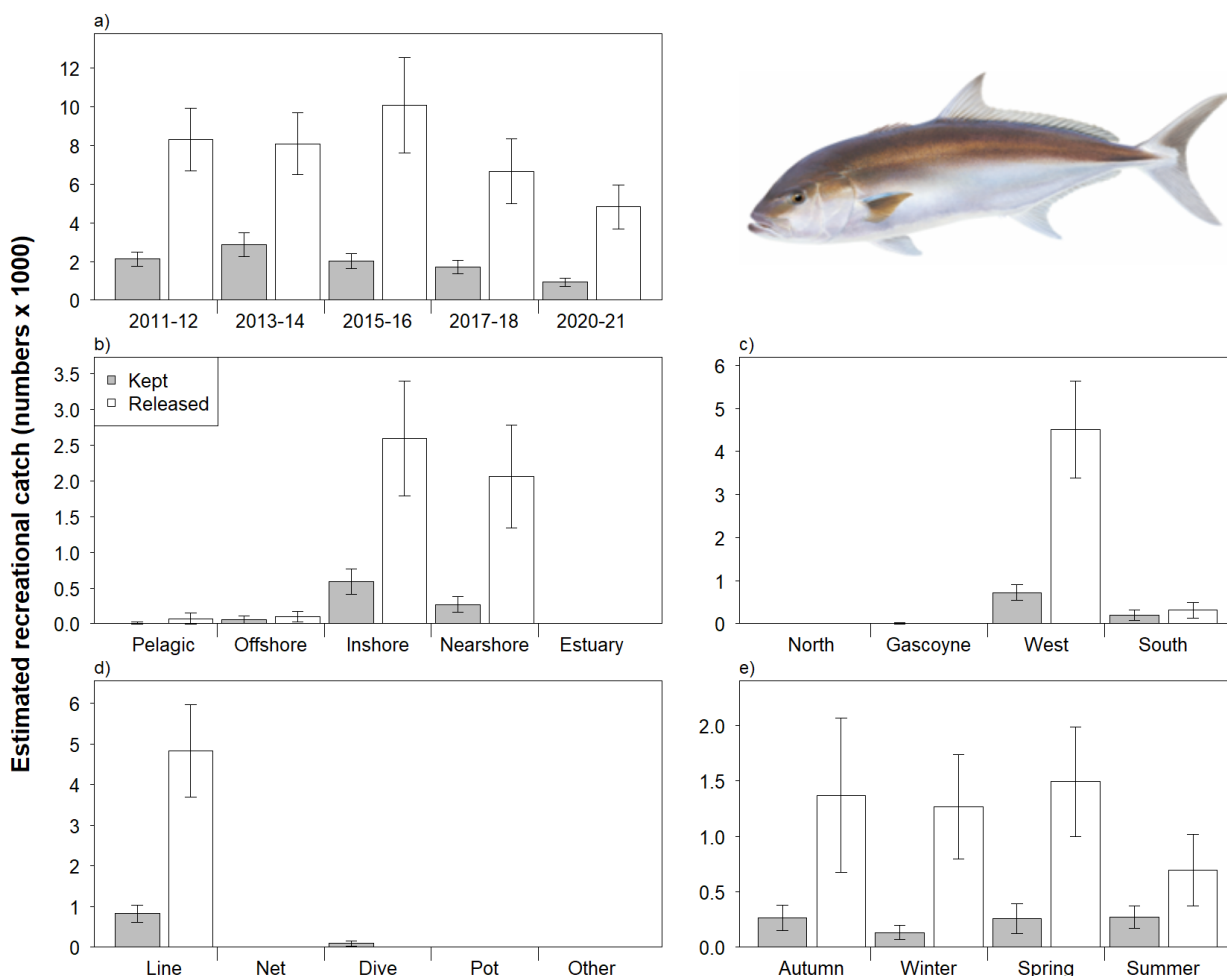 Estimated recreational catch (numbers x 1000)
a)
12
10
8
6
4
2
0
2011-12 2013-14 2015-16 2017-18 2020-21
b)
Kept
Released
3.5
3.0
2.5
2.0
1.5
1.0
0.5
0.0
Pelagic Offshore Inshore Nearshore Estuary
c)
6
5
4
3
2
1
0
North Gascoyne West South
d)
6
5
4
3
2
1
0
Line Net Dive Pot Other
e)
2.0
1.5
1.0
0.5
0.0
Autumn Winter Spring Summer